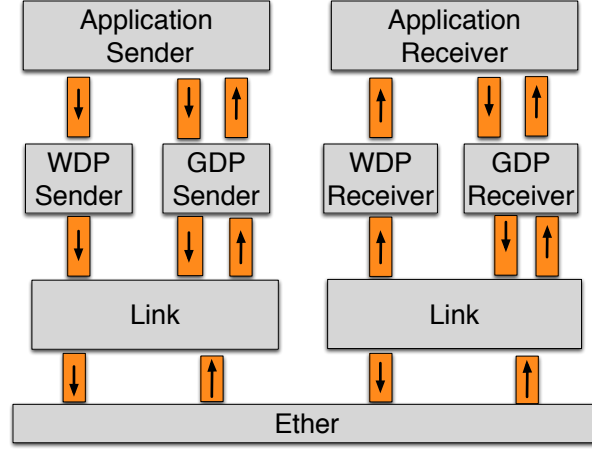 Application
Sender
Application
Receiver
WDP
Sender
GDP
Sender
WDP
Receiver
GDP
Receiver
Link
Link
Ether